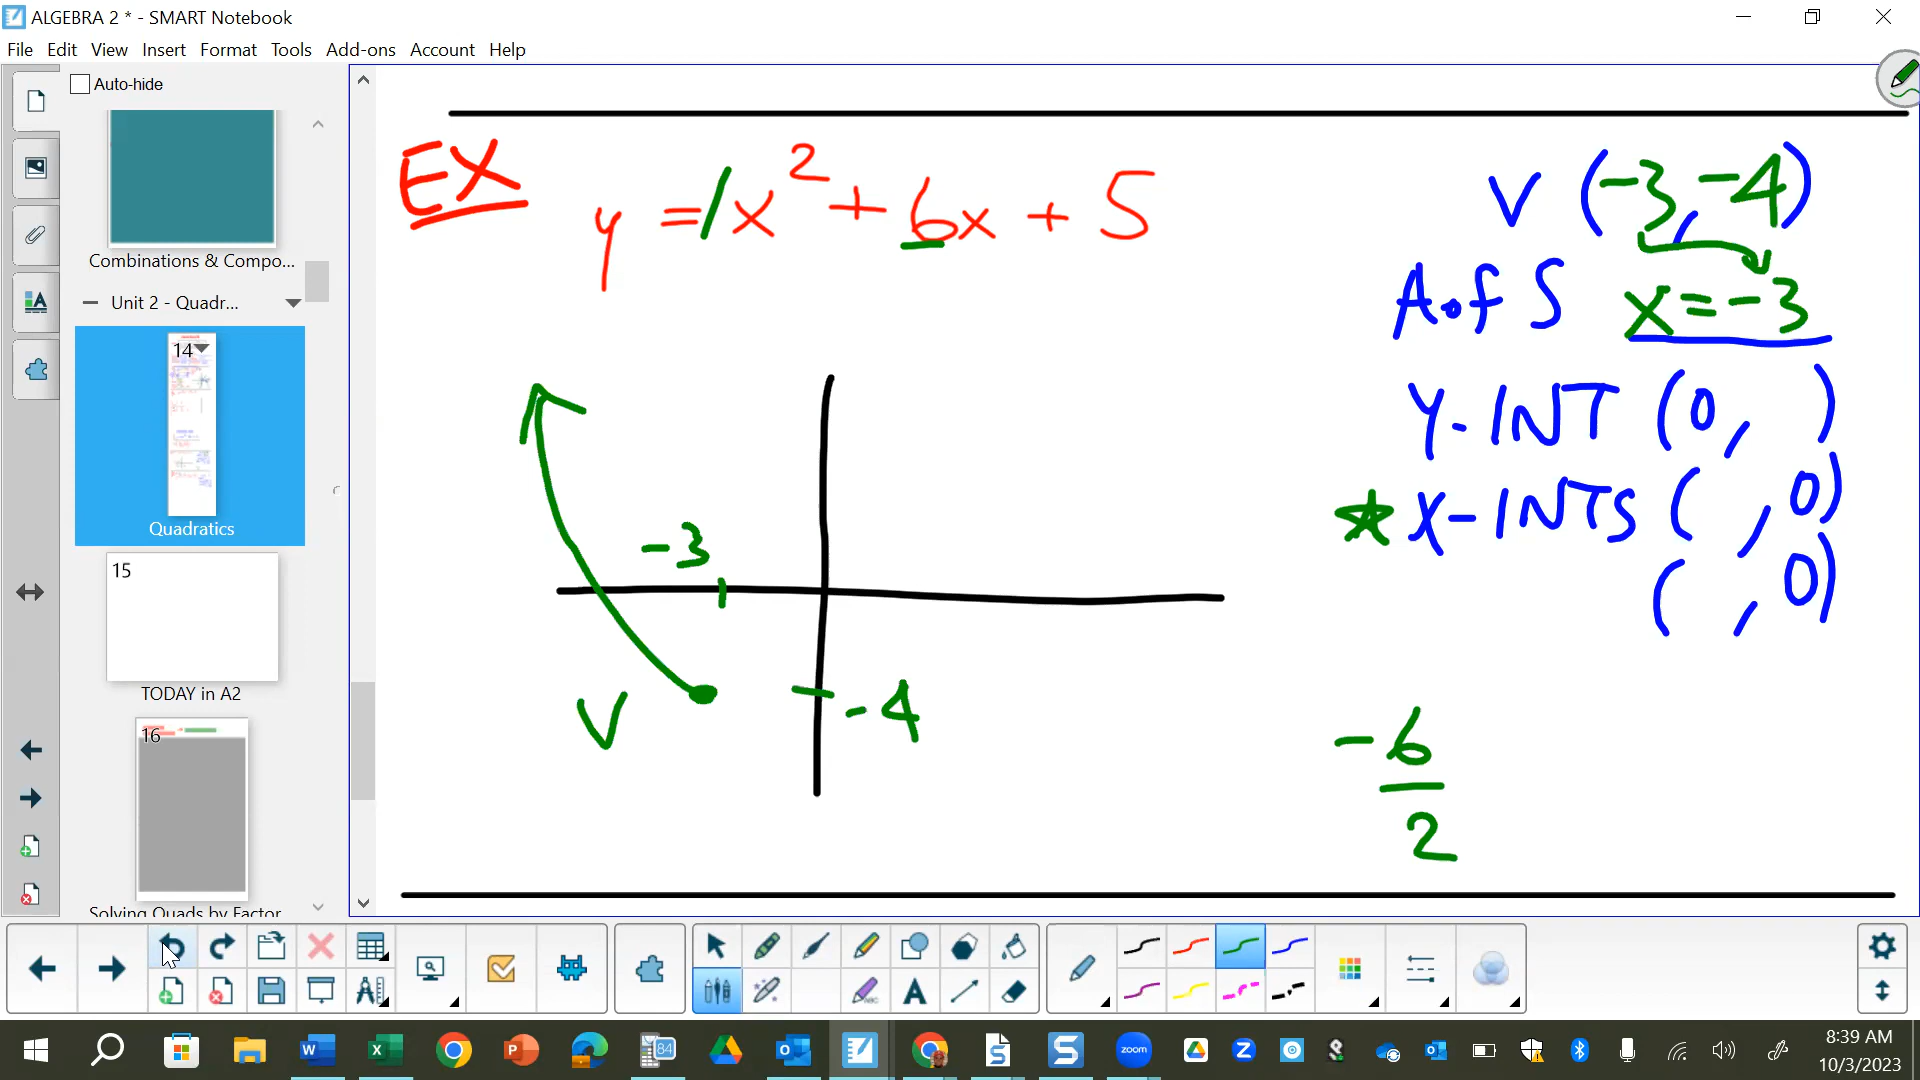 ALGEBRA 2 * - SMART Notebook
File Edit View Insert Format Tools Add-ons Account Help
Auto-hide
Combinations & Compo...
Unit 2 - Quadr...
14
Quadratics
15
TODAY in A2
16
Solving Quads by Factor
EX
y = 1x² + 6x + 5
V (-3, -4)
A.of S x = -3
Y-INT (0, )
X-INTS ( , 0)
( , 0)
-3
V
-4
-6
2
84
zoom
8:39 AM
10/3/2023